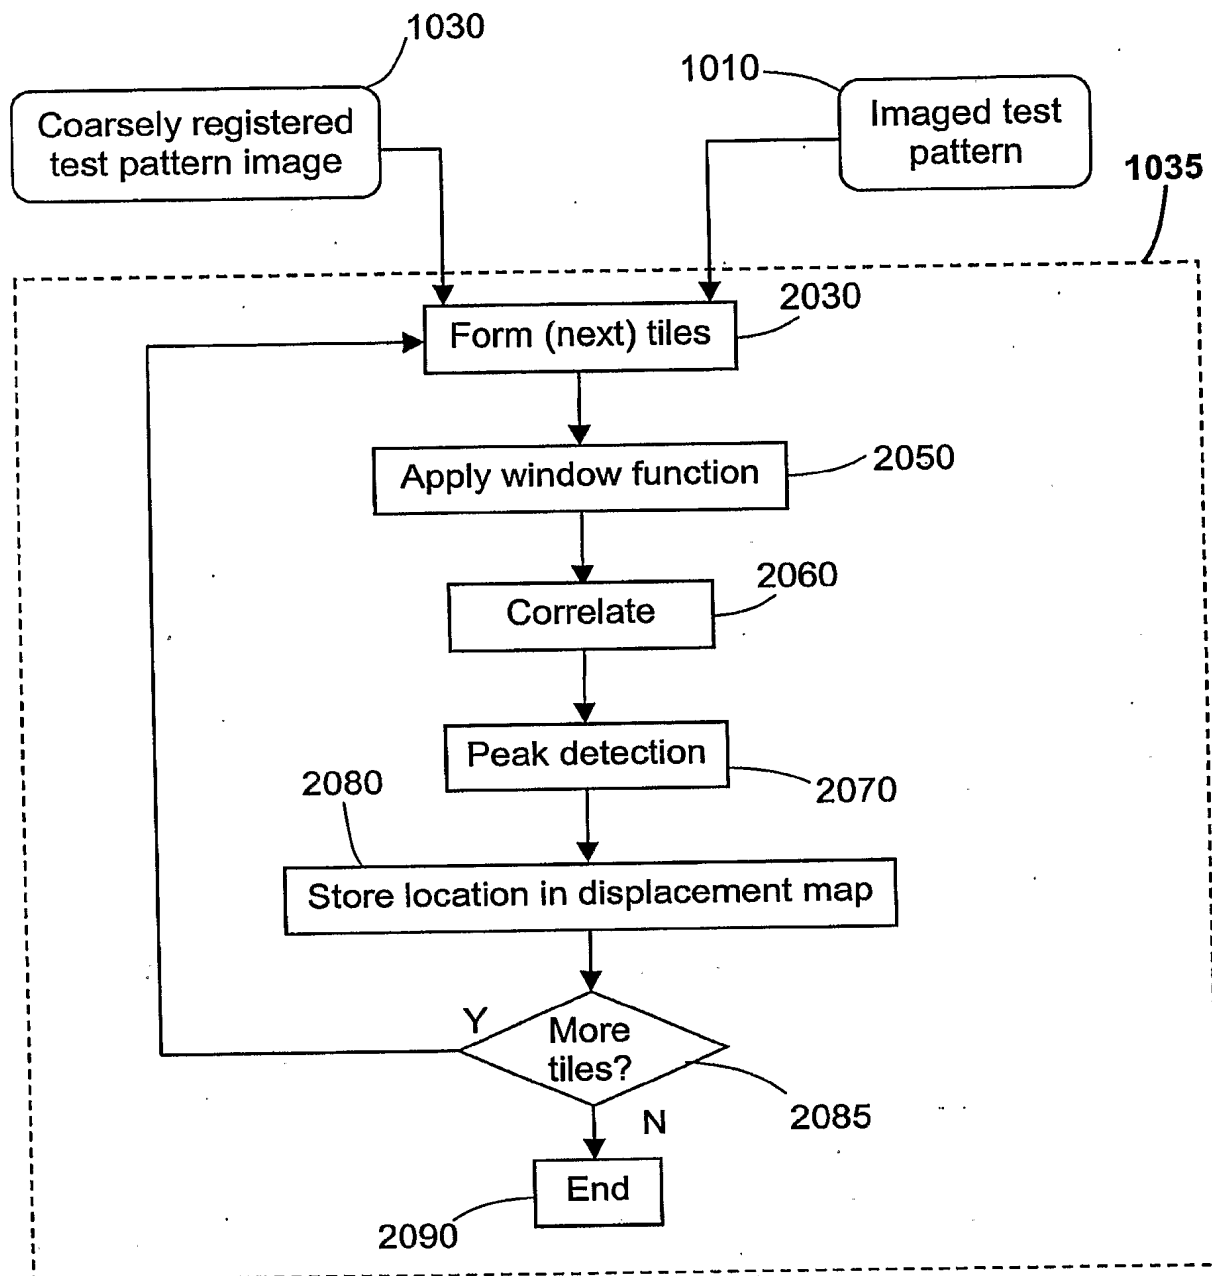 1030
1010
Coarsely registered
test pattern image
Imaged test
pattern
1035
Form (next) tiles
2030
Apply window function
2050
Correlate
2060
Peak detection
2070
2080
Store location in displacement map
Y
More
tiles?
2085
N
End
2090